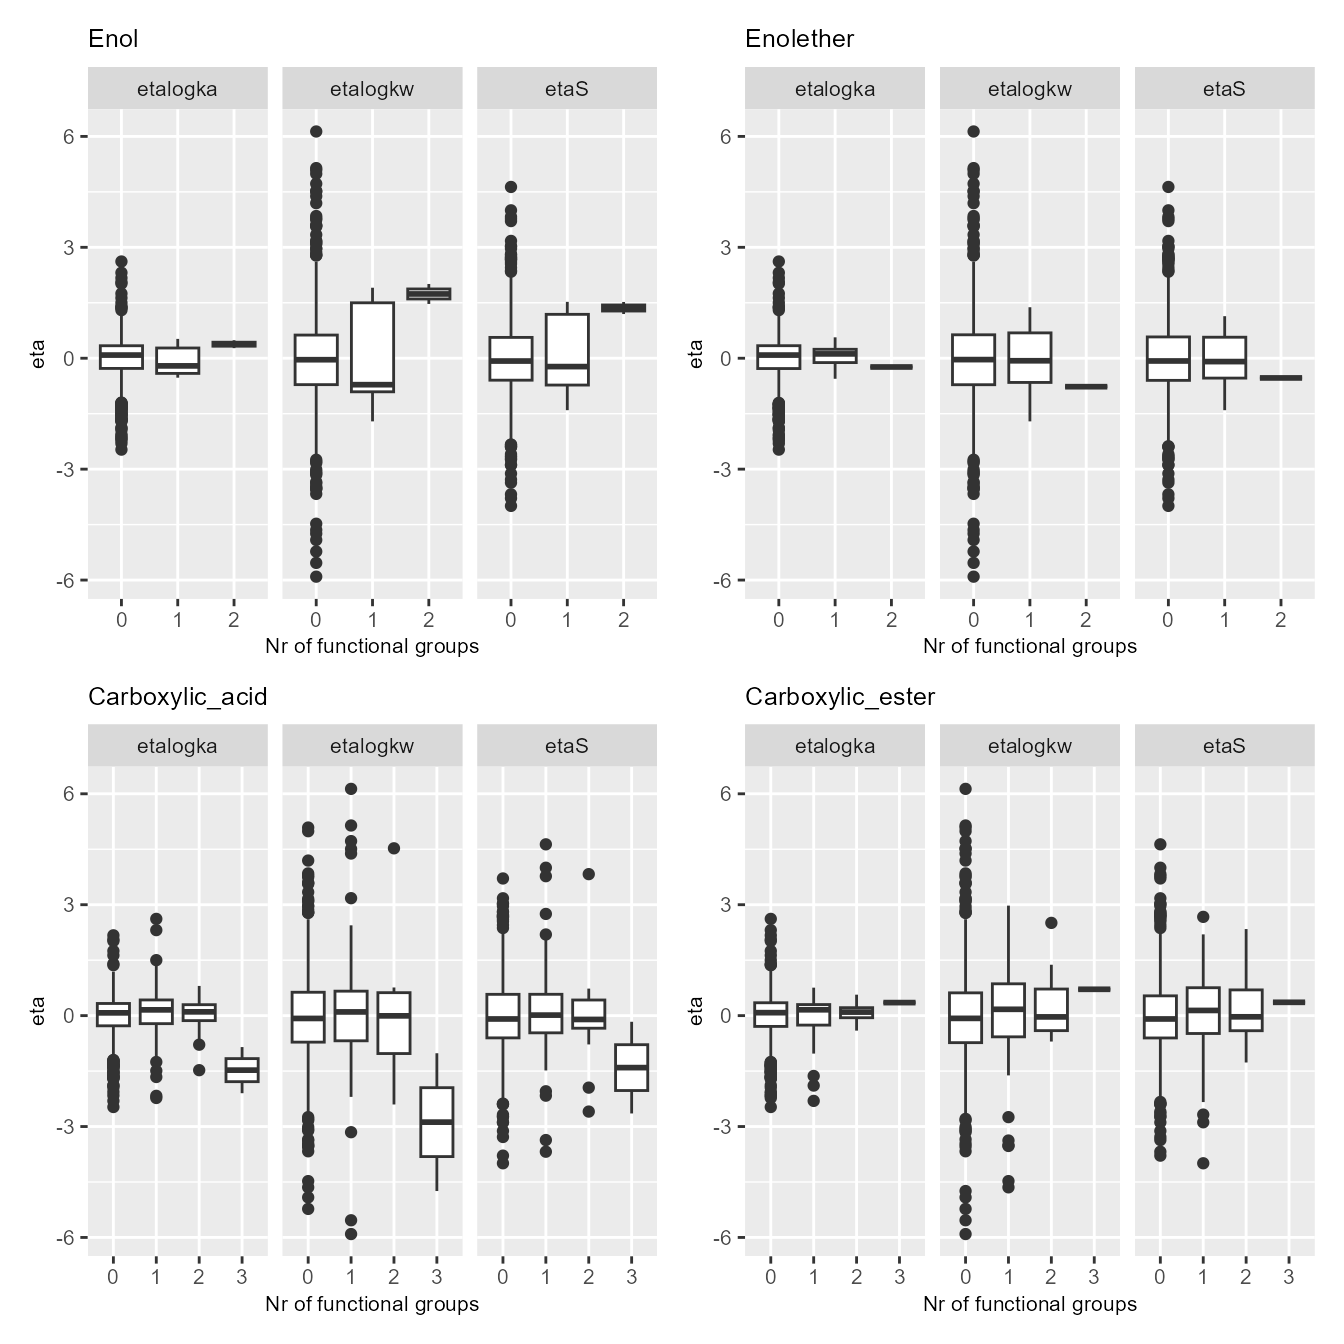 Enol
etalogka etalogkw etaS
6
3
0
-3
-6
eta
0 1 2 0 1 2 0 1 2
Nr of functional groups
Enolether
etalogka etalogkw etaS
6
3
0
-3
-6
eta
0 1 2 0 1 2 0 1 2
Nr of functional groups
Carboxylic_acid
etalogka etalogkw etaS
6
3
0
-3
-6
eta
0 1 2 3 0 1 2 3 0 1 2 3
Nr of functional groups
Carboxylic_ester
etalogka etalogkw etaS
6
3
0
-3
-6
eta
0 1 2 3 0 1 2 3 0 1 2 3
Nr of functional groups